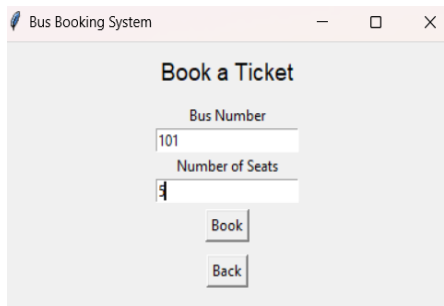 Bus Booking System
Book a Ticket
Bus Number
101
Number of Seats
5
Book
Back